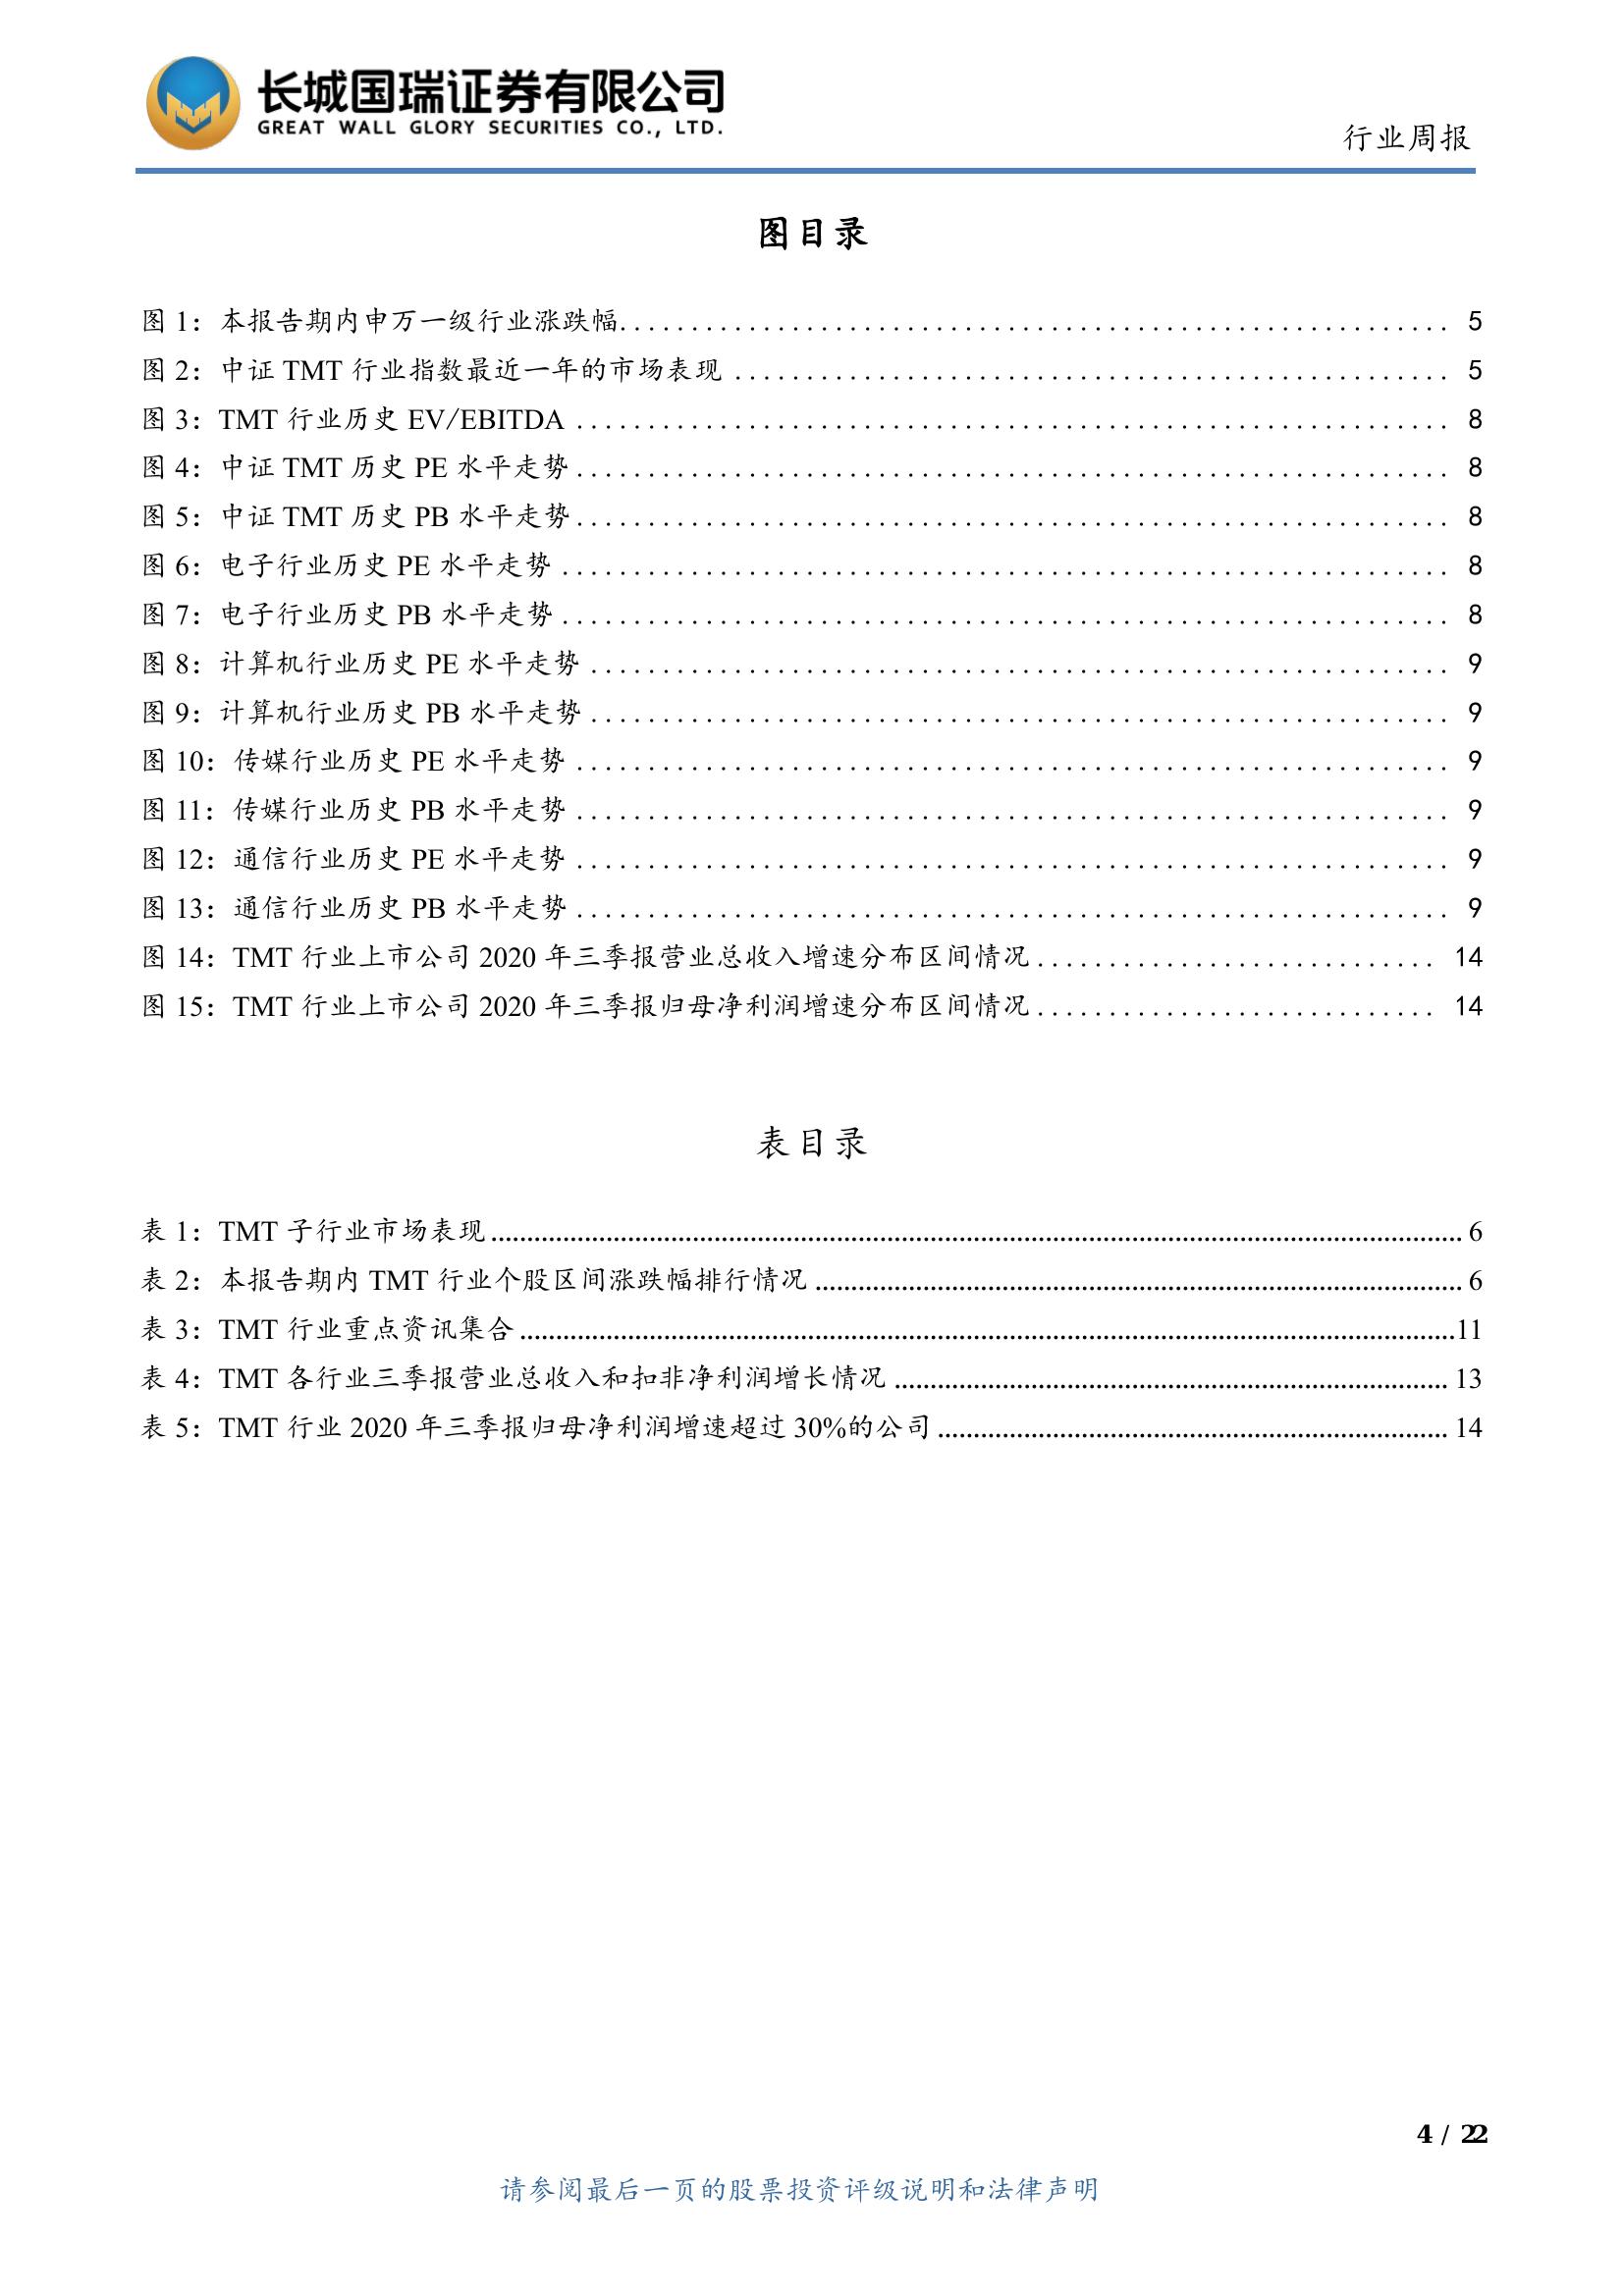 长城国瑞证券有限公司
GREAT WALL GLORY SECURITIES CO., LTD.
行业周报
图目录
图 1：本报告期内申万一级行业涨跌幅.......................................................... 5
图 2：中证 TMT 行业指数最近一年的市场表现 .................................................. 5
图 3：TMT 行业历史 EV/EBITDA ............................................................. 8
图 4：中证 TMT 历史 PE 水平走势 ............................................................. 8
图 5：中证 TMT 历史 PB 水平走势 ............................................................. 8
图 6：电子行业历史 PE 水平走势 .............................................................. 8
图 7：电子行业历史 PB 水平走势 .............................................................. 8
图 8：计算机行业历史 PE 水平走势 ............................................................ 9
图 9：计算机行业历史 PB 水平走势 ............................................................ 9
图 10：传媒行业历史 PE 水平走势 ............................................................. 9
图 11：传媒行业历史 PB 水平走势 ............................................................. 9
图 12：通信行业历史 PE 水平走势 ............................................................. 9
图 13：通信行业历史 PB 水平走势 ............................................................. 9
图 14：TMT 行业上市公司 2020 年三季报营业总收入增速分布区间情况 ............................ 14
图 15：TMT 行业上市公司 2020 年三季报归母净利润增速分布区间情况 ............................ 14
表目录
表 1：TMT 子行业市场表现 ........................................................................ 6
表 2：本报告期内 TMT 行业个股区间涨跌幅排行情况 ................................................ 6
表 3：TMT 行业重点资讯集合 ......................................................................11
表 4：TMT 各行业三季报营业总收入和扣非净利润增长情况 .......................................... 13
表 5：TMT 行业 2020 年三季报归母净利润增速超过 30%的公司 ....................................... 14
4 / 22
请参阅最后一页的股票投资评级说明和法律声明